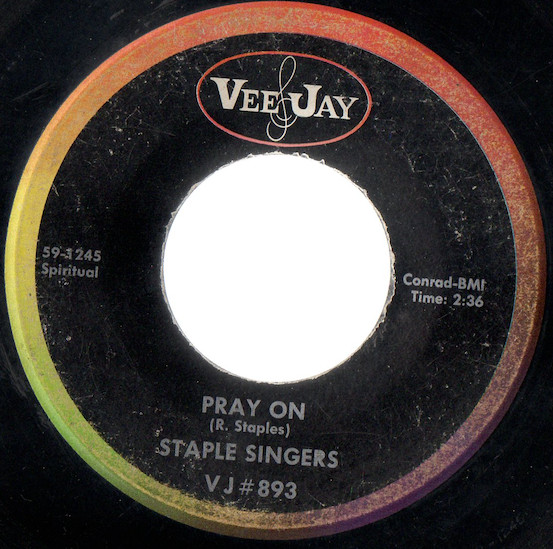 VEE JAY
59-1245
Spiritual
Conrad-BMI
Time: 2:36
PRAY ON
(R. Staples)
STAPLE SINGERS
VJ#893